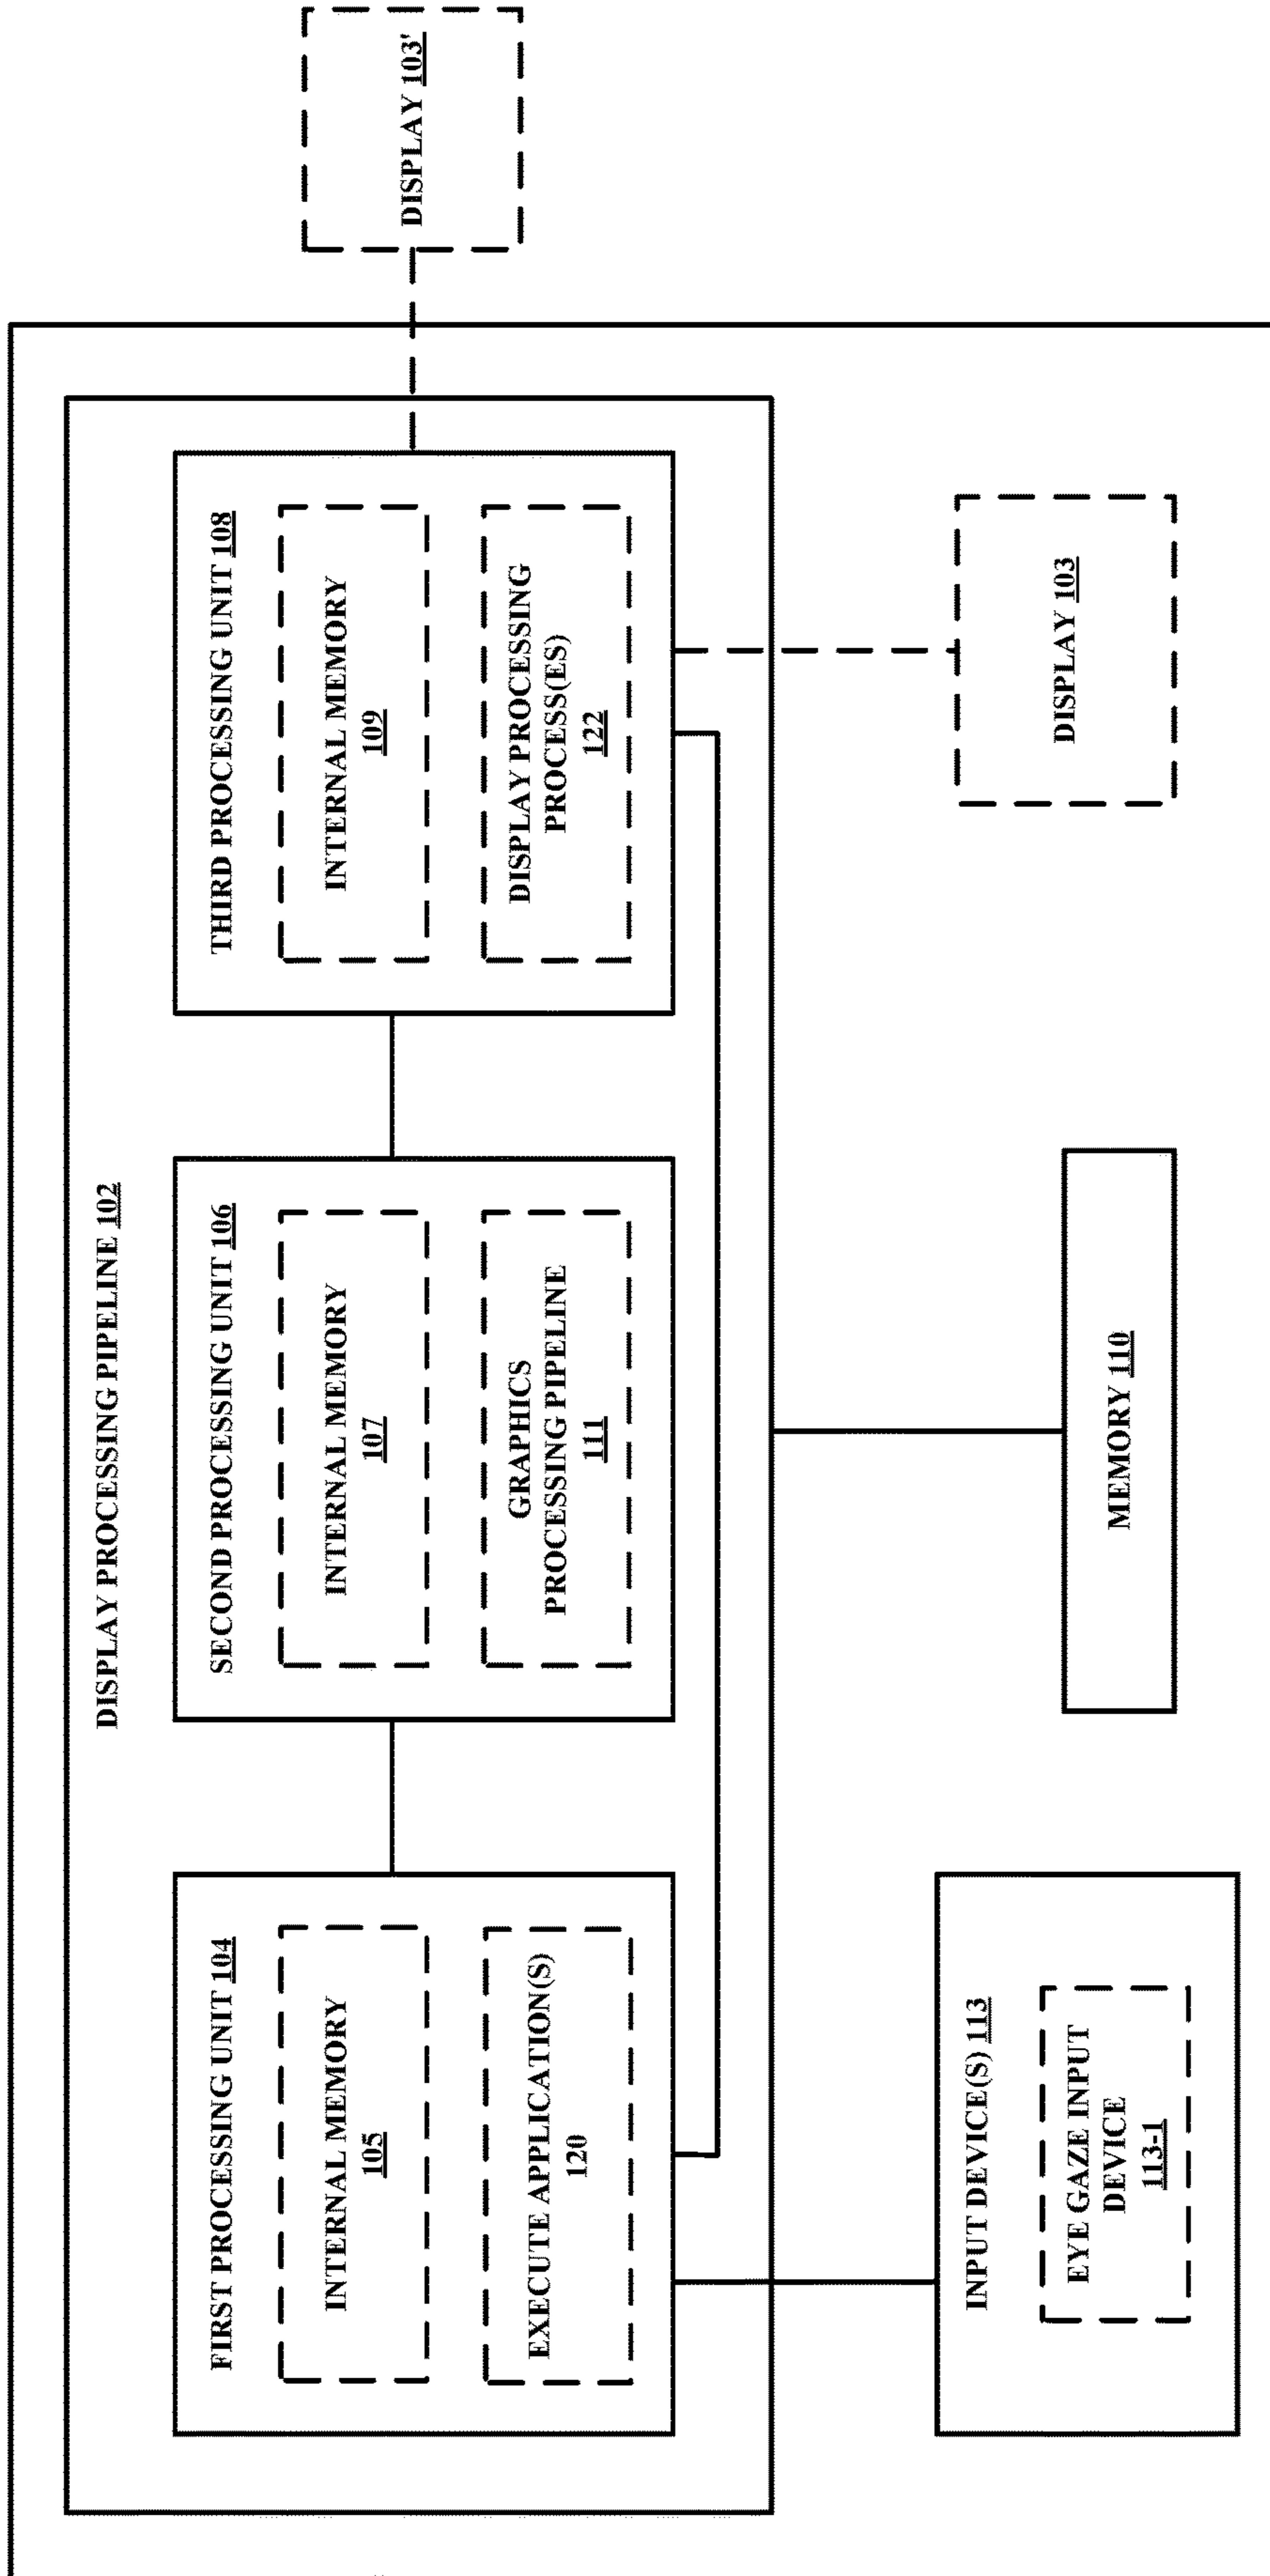 DISPLAY PROCESSING PIPELINE 102
FIRST PROCESSING UNIT 104
INTERNAL MEMORY
105
EXECUTE APPLICATION(S)
120
SECOND PROCESSING UNIT 106
INTERNAL MEMORY
107
GRAPHICS
PROCESSING PIPELINE
111
THIRD PROCESSING UNIT 108
INTERNAL MEMORY
109
DISPLAY PROCESSING
PROCESS(ES)
122
DISPLAY 103'
INPUT DEVICE(S) 113
EYE GAZE INPUT
DEVICE
113-1
MEMORY 110
DISPLAY 103